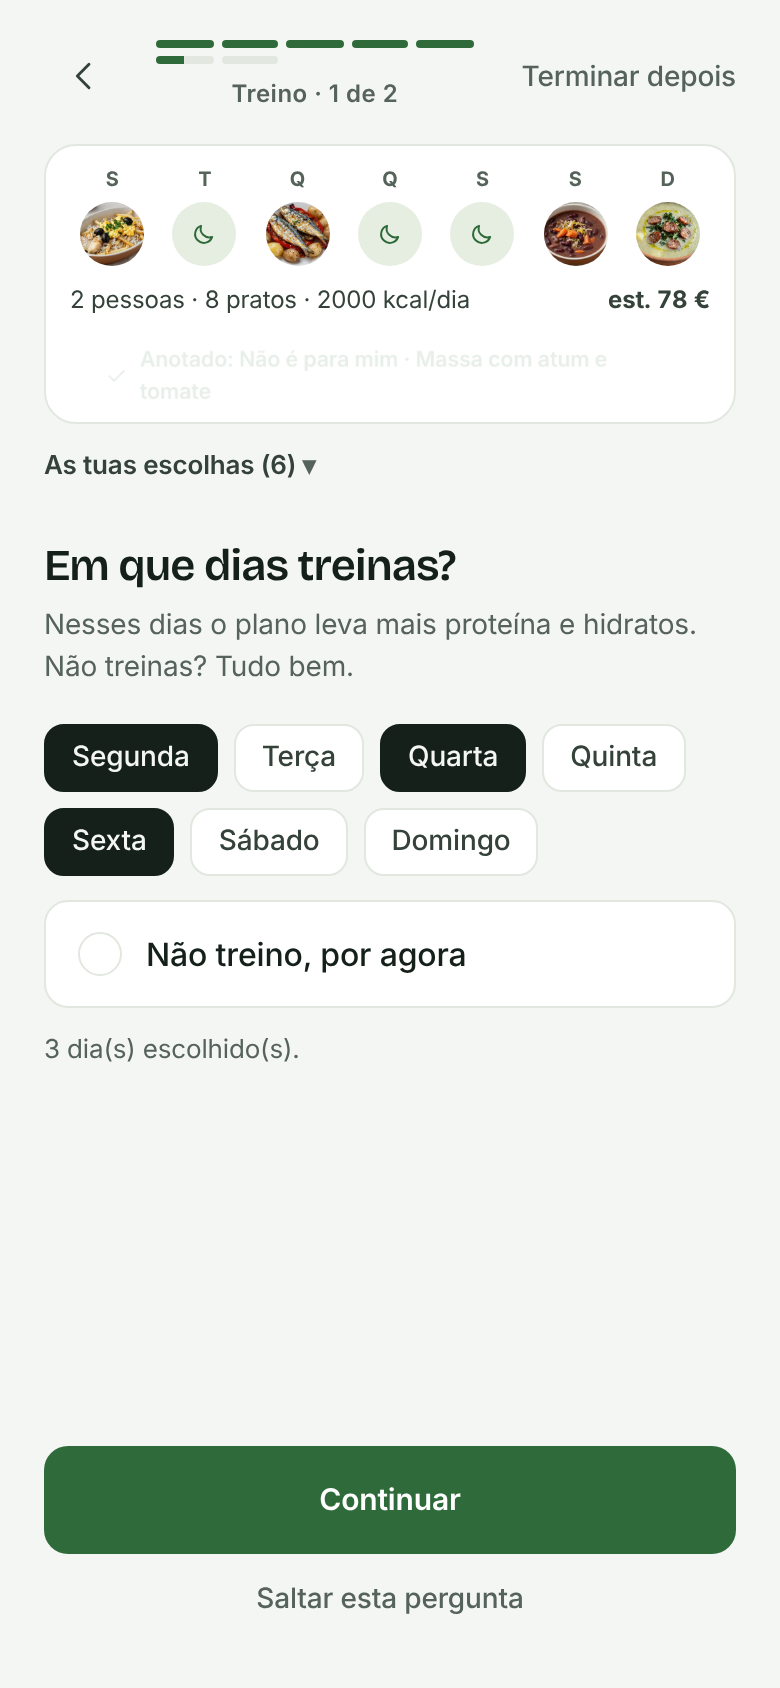 Treino · 1 de 2
Terminar depois
S T Q Q S S D
2 pessoas · 8 pratos · 2000 kcal/dia est. 78 €
Anotado: Não é para mim · Massa com atum e
tomate
As tuas escolhas (6) ▼
Em que dias treinas?
Nesses dias o plano leva mais proteína e hidratos.
Não treinas? Tudo bem.
Segunda Terça Quarta Quinta
Sexta Sábado Domingo
Não treino, por agora
3 dia(s) escolhido(s).
Continuar
Saltar esta pergunta